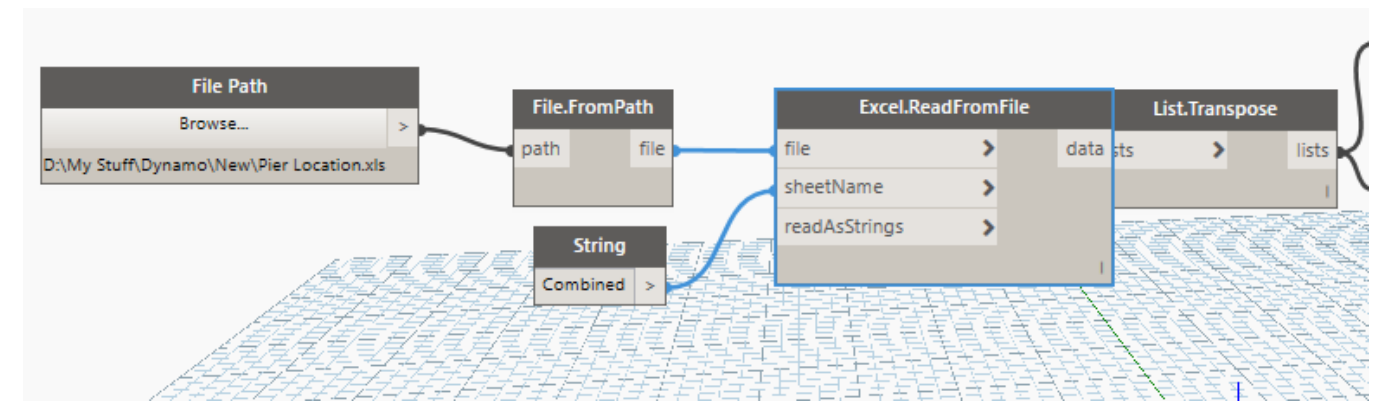 File Path
Browse...
>
D:\My Stuff\Dynamo\New\Pier Location.xls
File.FromPath
path file
String
Combined >
Excel.ReadFromFile
file > data
sheetName >
readAsStrings >
l
List.Transpose
sts > lists
l